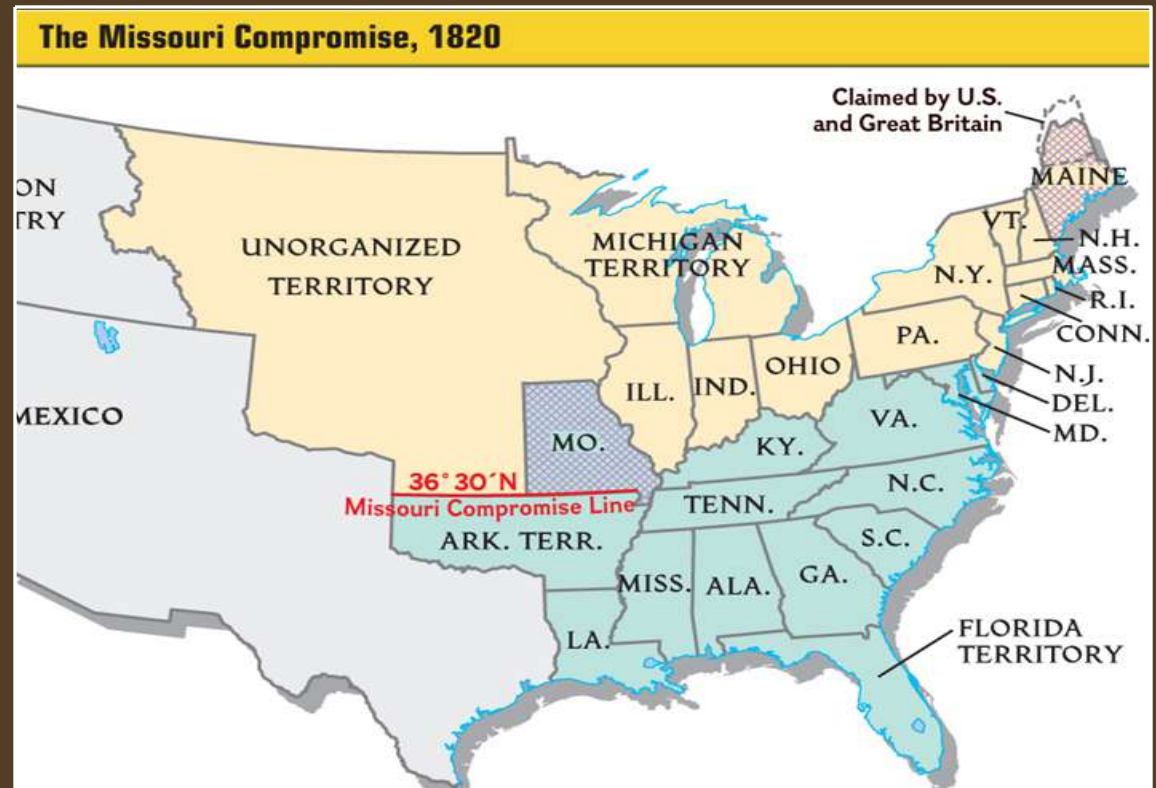 The Missouri Compromise, 1820
Claimed by U.S.
and Great Britain
MAINE
ON
TRY
UNORGANIZED
TERRITORY
MICHIGAN
TERRITORY
VT.
N.H.
MASS.
N.Y.
R.I.
CONN.
PA.
N.J.
DEL.
MD.
OHIO
IND.
ILL.
MEXICO
MO.
KY.
VA.
36°30´N
Missouri Compromise Line
TENN.
N.C.
ARK. TERR.
S.C.
MISS.
ALA.
GA.
LA.
FLORIDA
TERRITORY